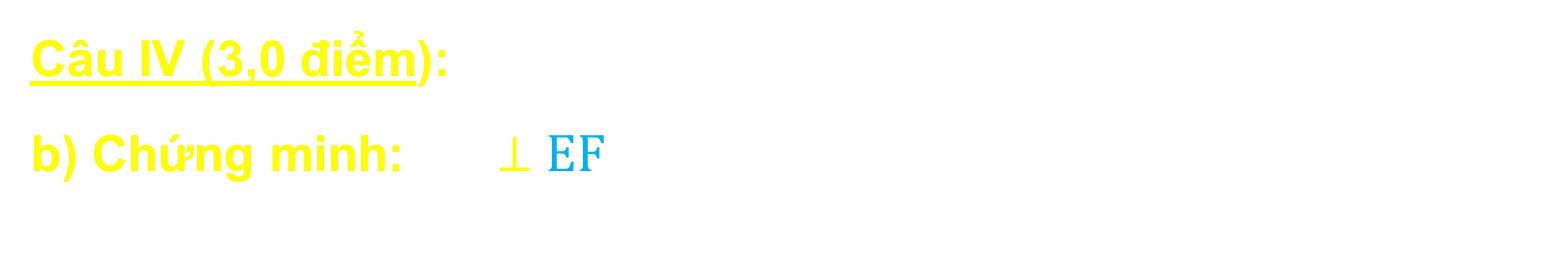 Câu IV (3,0 điểm):
b) Chứng minh: ⊥ EF